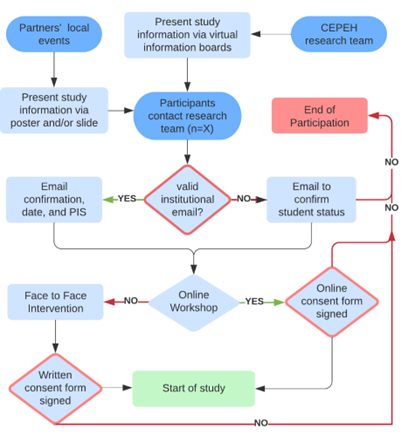 Partners' local
events
Present study
information via virtual
information boards
CEPEH
research team
Present study
information via
poster and/or slide
Participants
contact research
team (n=X)
End of
Participation
NO
Email
confirmation,
date, and PIS
YES
valid
institutional
email?
NO
Email to
confirm
student status
NO
Face to Face
Intervention
NO
Online
Workshop
YES
Online
consent form
signed
Written
consent form
signed
Start of study
NO